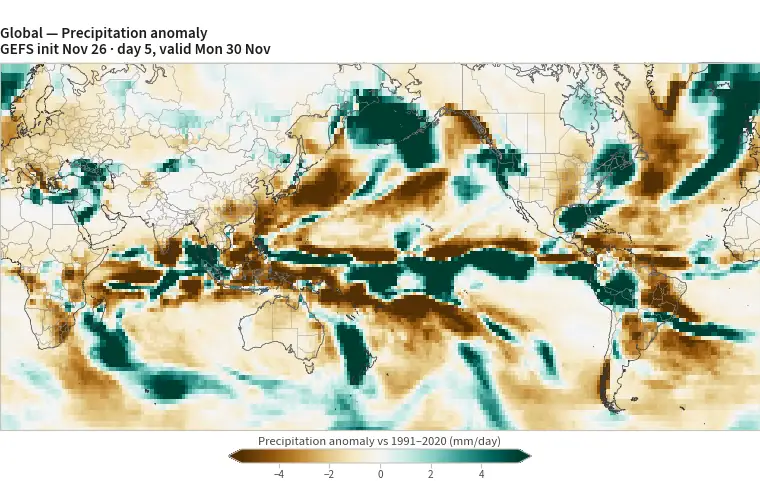 Global — Precipitation anomaly
GEFS init Nov 26 · day 5, valid Mon 30 Nov
Precipitation anomaly vs 1991–2020 (mm/day)
−4 −2 0 2 4